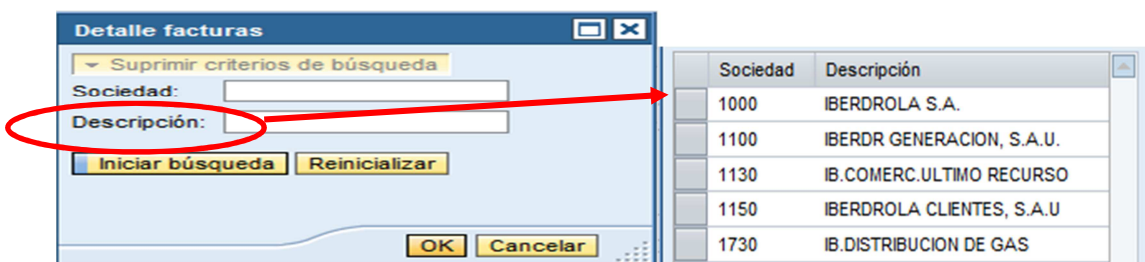 Detalle facturas
Suprimir criterios de búsqueda
Sociedad:
Descripción:
Iniciar búsqueda Reinicializar
OK Cancelar
Sociedad Descripción
1000 IBERDROLA S.A.
1100 IBERDR GENERACION, S.A.U.
1130 IB.COMERC.ULTIMO RECURSO
1150 IBERDROLA CLIENTES, S.A.U
1730 IB.DISTRIBUCION DE GAS